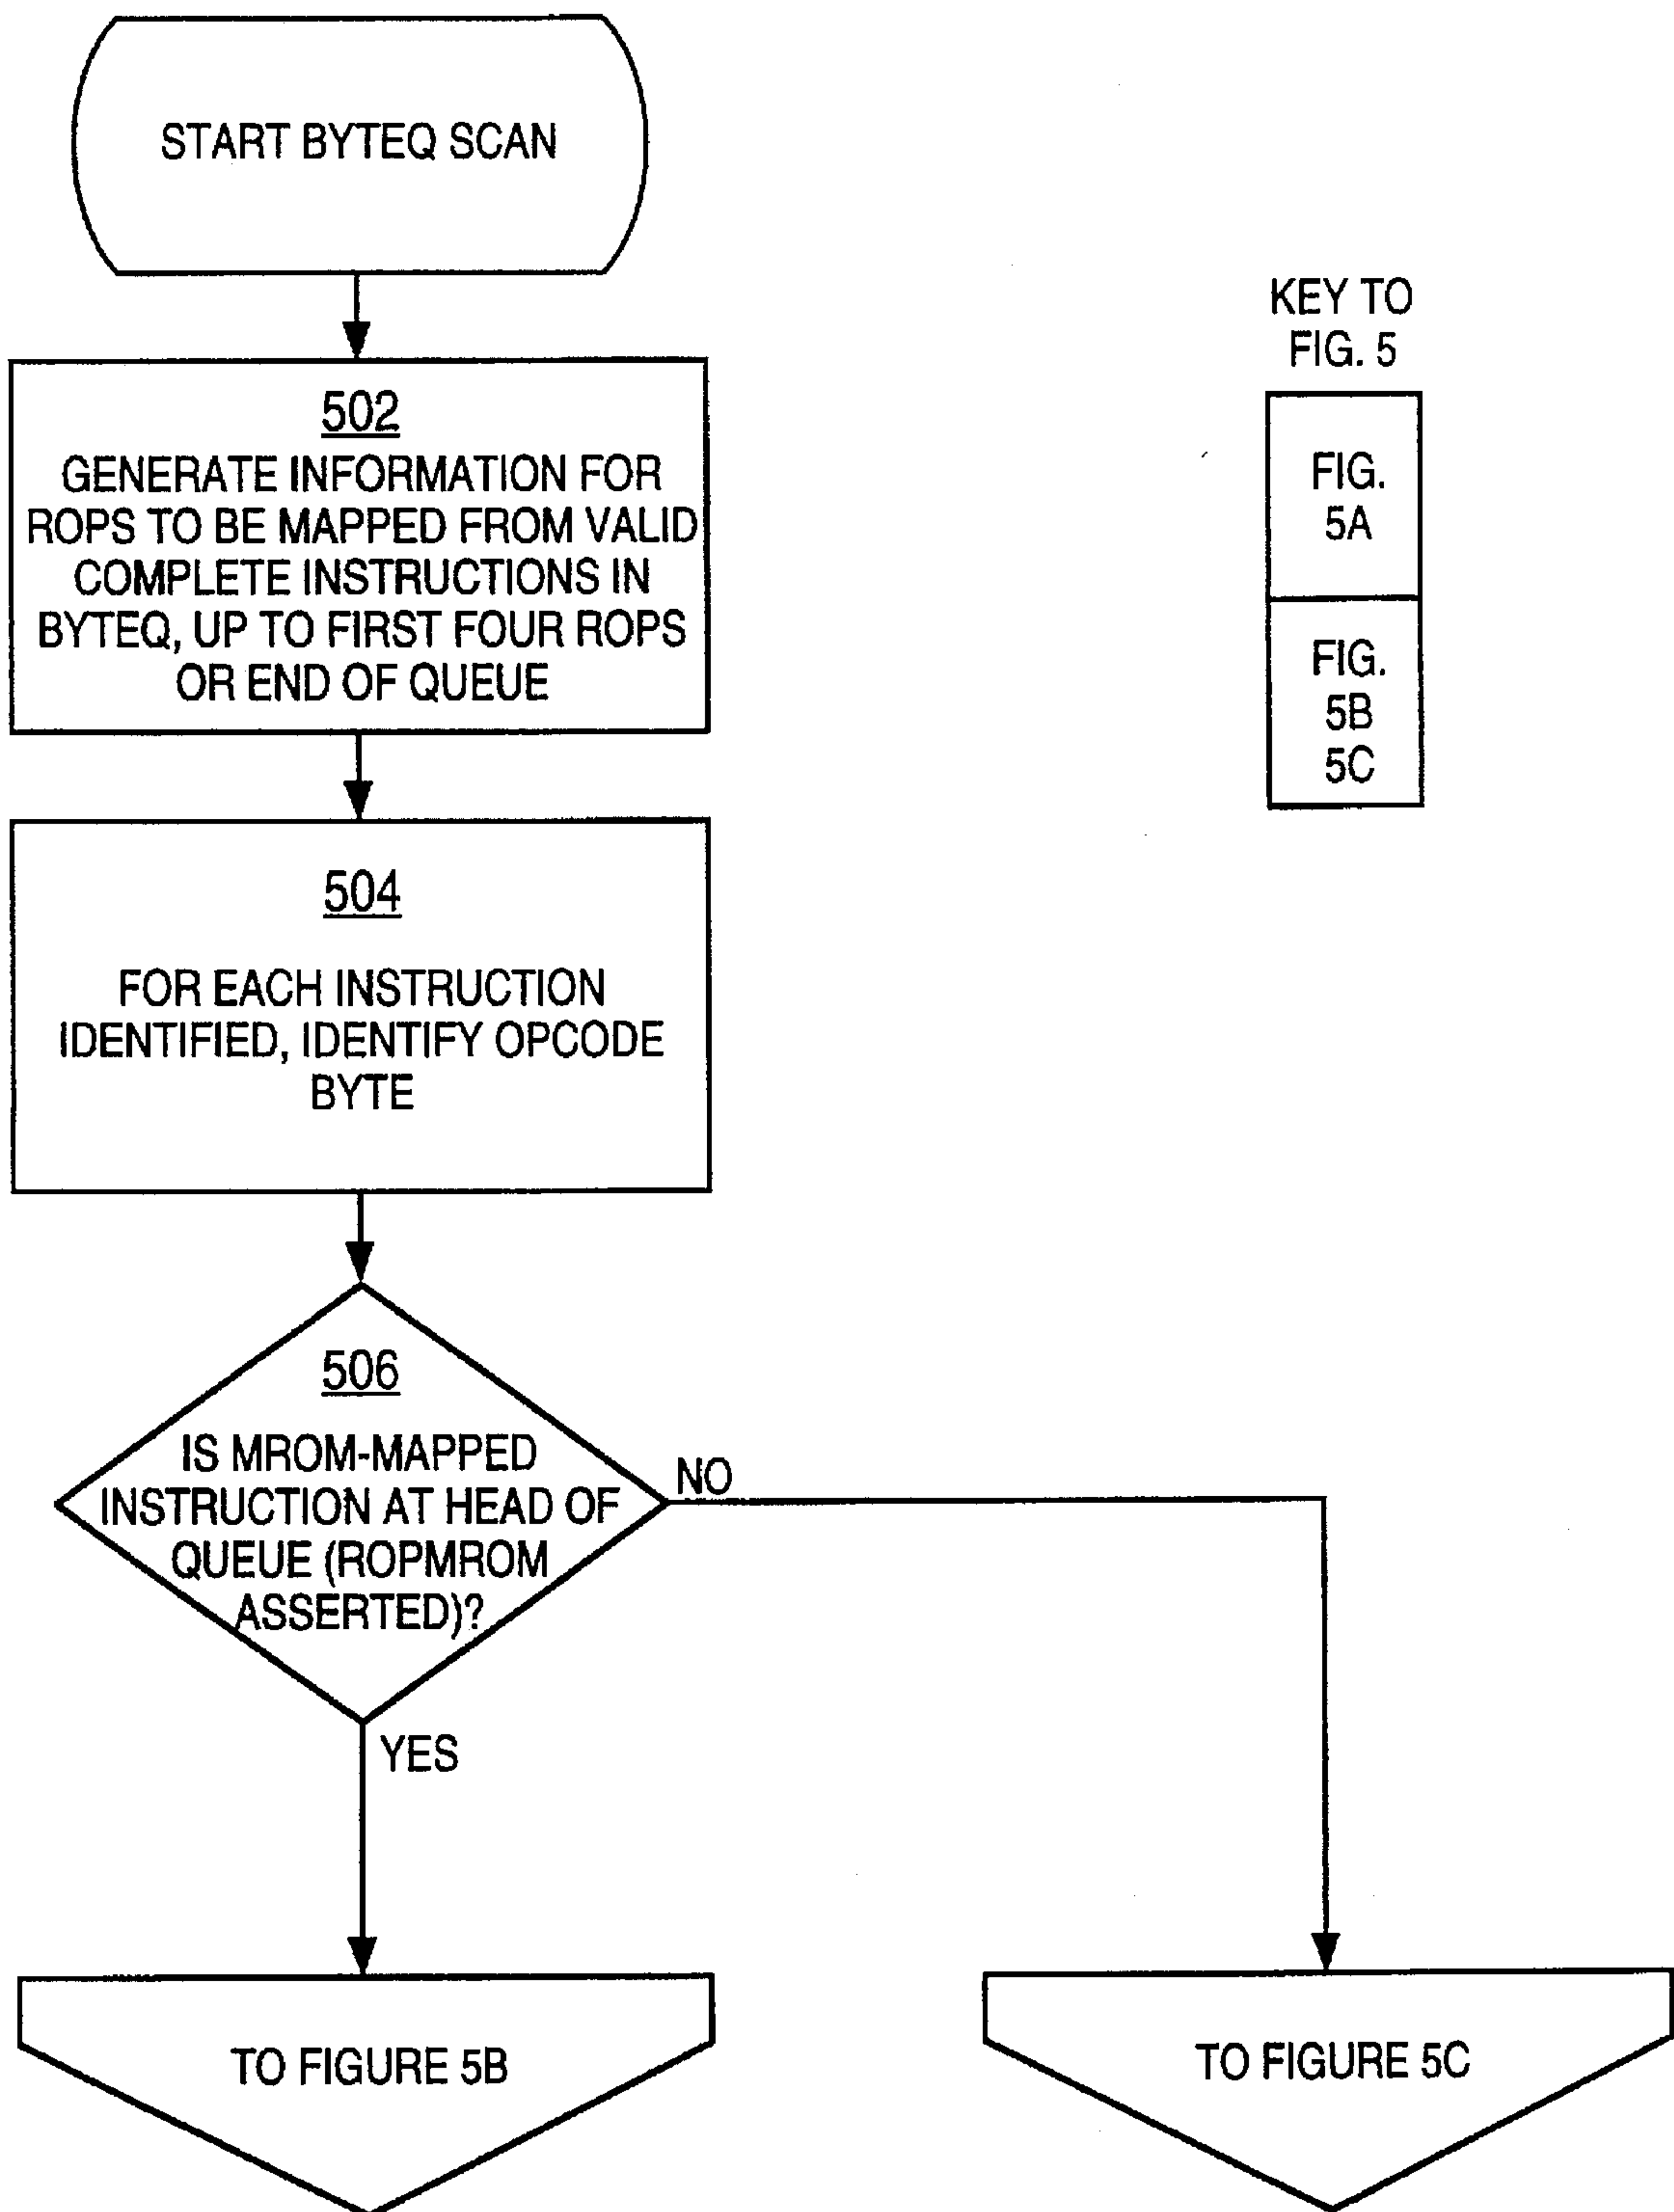 START BYTEQ SCAN
KEY TO
FIG. 5
FIG.
5A
FIG.
5B
5C
502
GENERATE INFORMATION FOR
ROPS TO BE MAPPED FROM VALID
COMPLETE INSTRUCTIONS IN
BYTEQ, UP TO FIRST FOUR ROPS
OR END OF QUEUE
504
FOR EACH INSTRUCTION
IDENTIFIED, IDENTIFY OPCODE
BYTE
506
IS MROM-MAPPED
INSTRUCTION AT HEAD OF
QUEUE (ROPMROM
ASSERTED)?
NO
YES
TO FIGURE 5B
TO FIGURE 5C